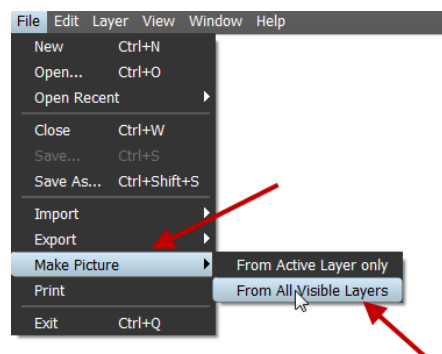 File Edit Layer View Window Help
New Ctrl+N
Open... Ctrl+O
Open Recent
Close Ctrl+W
Save... Ctrl+S
Save As... Ctrl+Shift+S
Import
Export
Make Picture From Active Layer only
Print From All Visible Layers
Exit Ctrl+Q